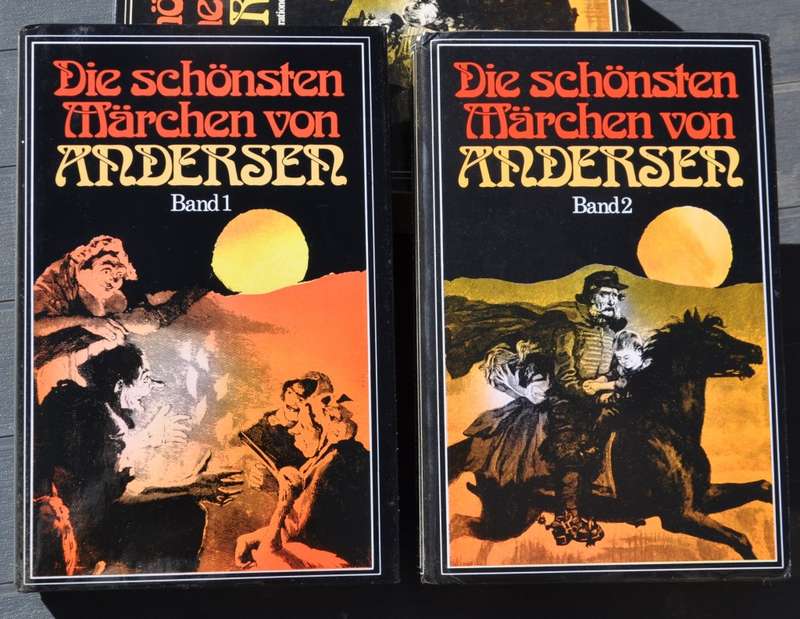 Die schönsten
Märchen von
ANDERSEN
Band 1
Die schönsten
Märchen von
ANDERSEN
Band 2